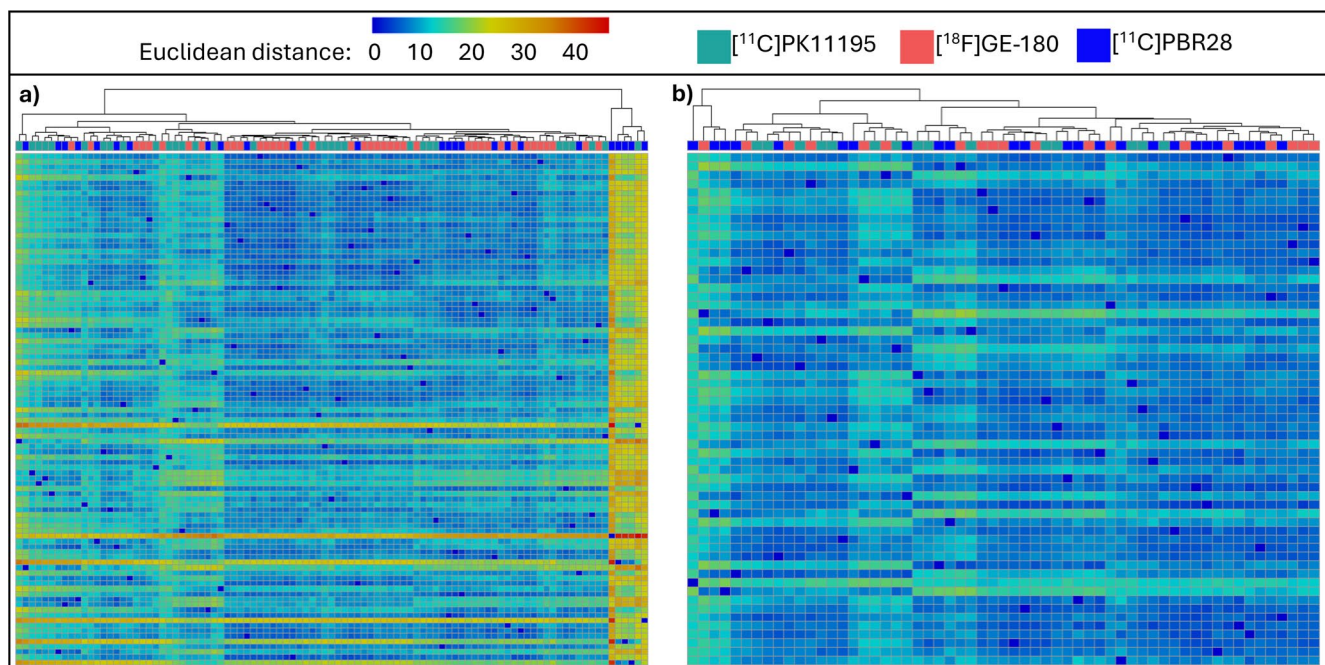 Euclidean distance: 0 10 20 30 40
[¹¹C]PK11195 [¹⁸F]GE-180 [¹¹C]PBR28
a) b)